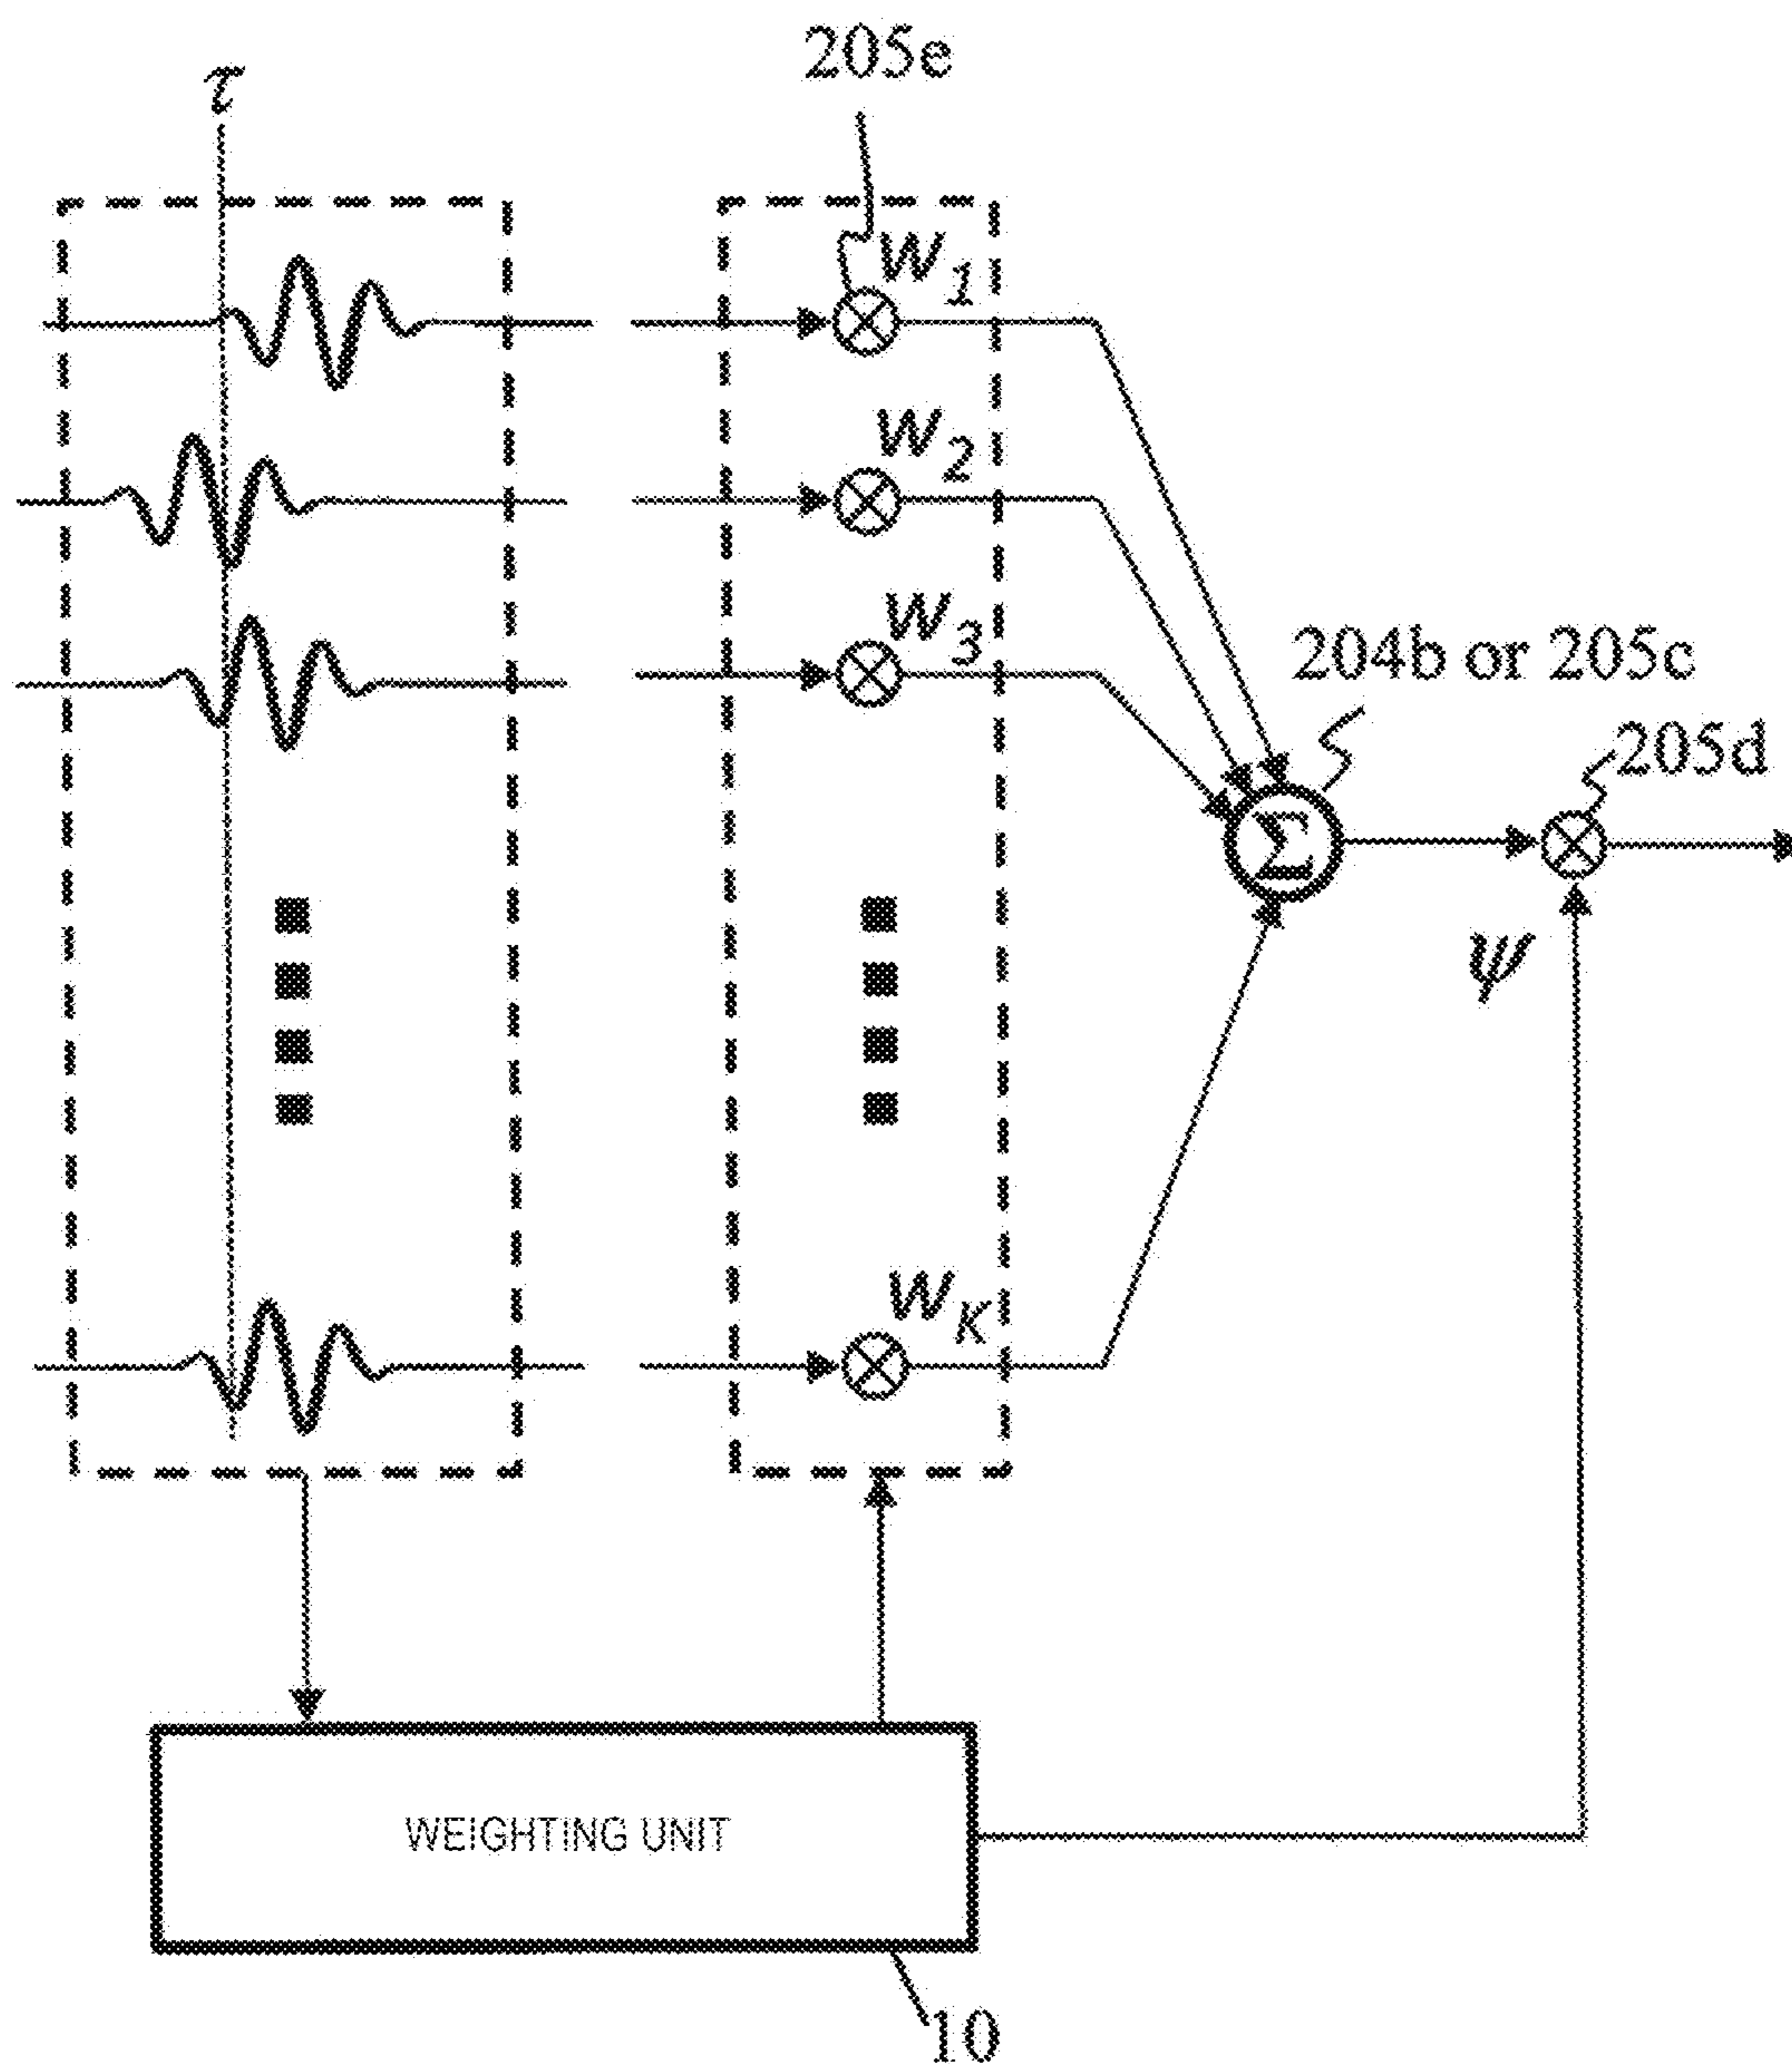 205e
τ
W1
W2
W3
204b or 205c
205d
Σ
ψ
WK
WEIGHTING UNIT
10